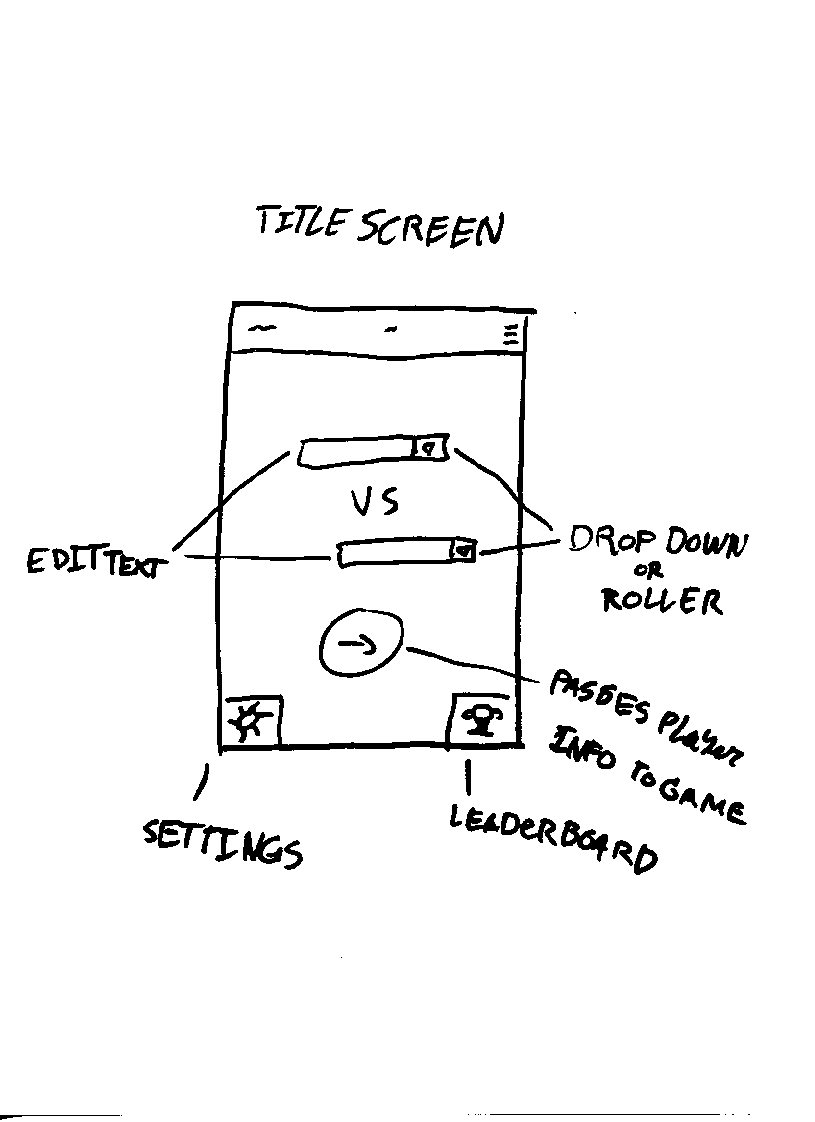 TITLE SCREEN
VS
EDITTEXT
DROP DOWN
OR
ROLLER
PASSES PLayer
INFO TO GAME
SETTINGS
LEADERBOARD